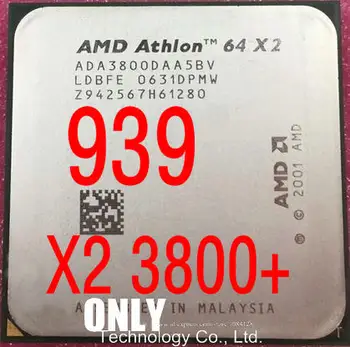 AMD Athlon™ 64 X2
ADA3800DAA5BV
LDBFE 0631DPMW
Z942567H61280
939
AMD
© 2001 AMD
X2 3800+
IN MALAYSIA
ONLY
Technology Co., Ltd.